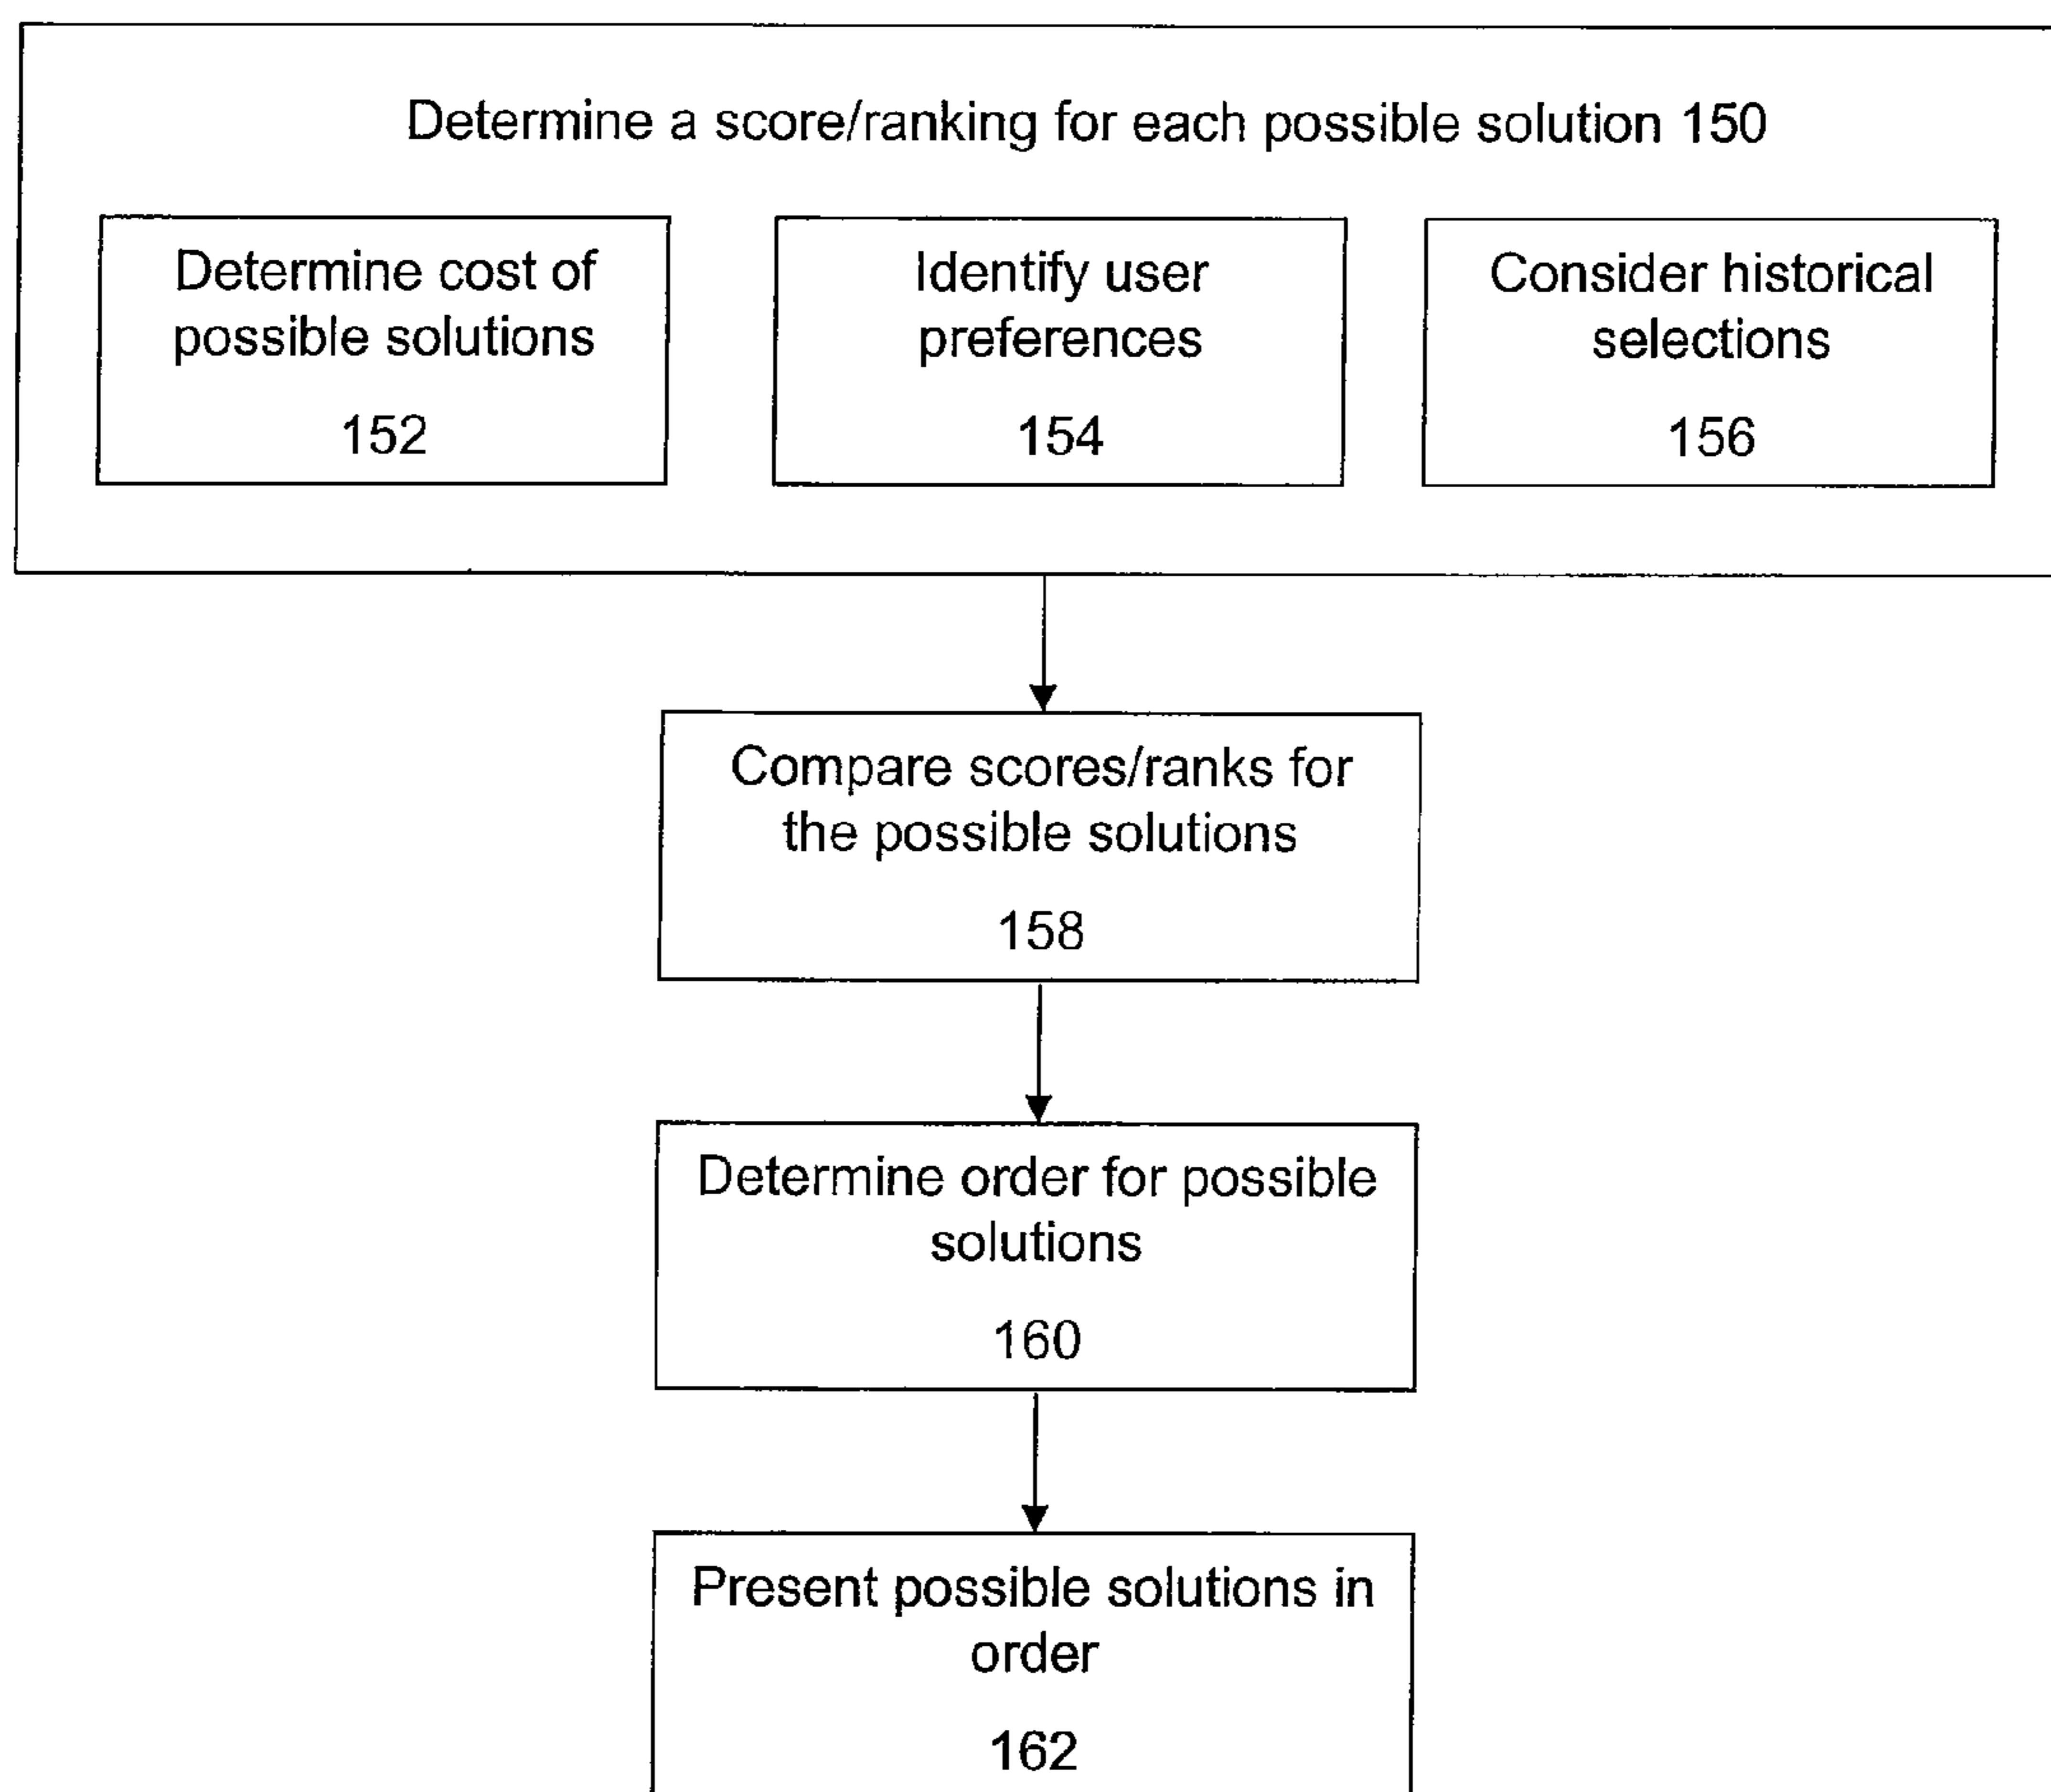 Determine a score/ranking for each possible solution 150
Determine cost of
possible solutions
152
Identify user
preferences
154
Consider historical
selections
156
Compare scores/ranks for
the possible solutions
158
Determine order for possible
solutions
160
Present possible solutions in
order
162